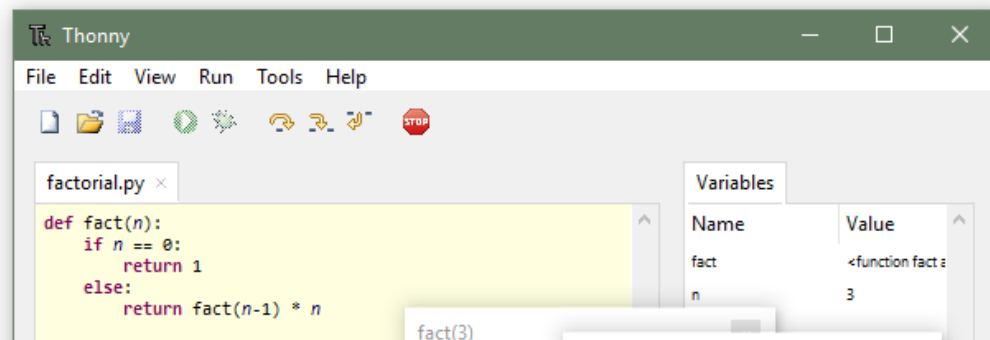 Thonny
File Edit View Run Tools Help
STOP
factorial.py
Variables
def fact(n):
    if n == 0:
        return 1
    else:
        return fact(n-1) * n
Name Value
fact <function fact a
n 3
fact(3)